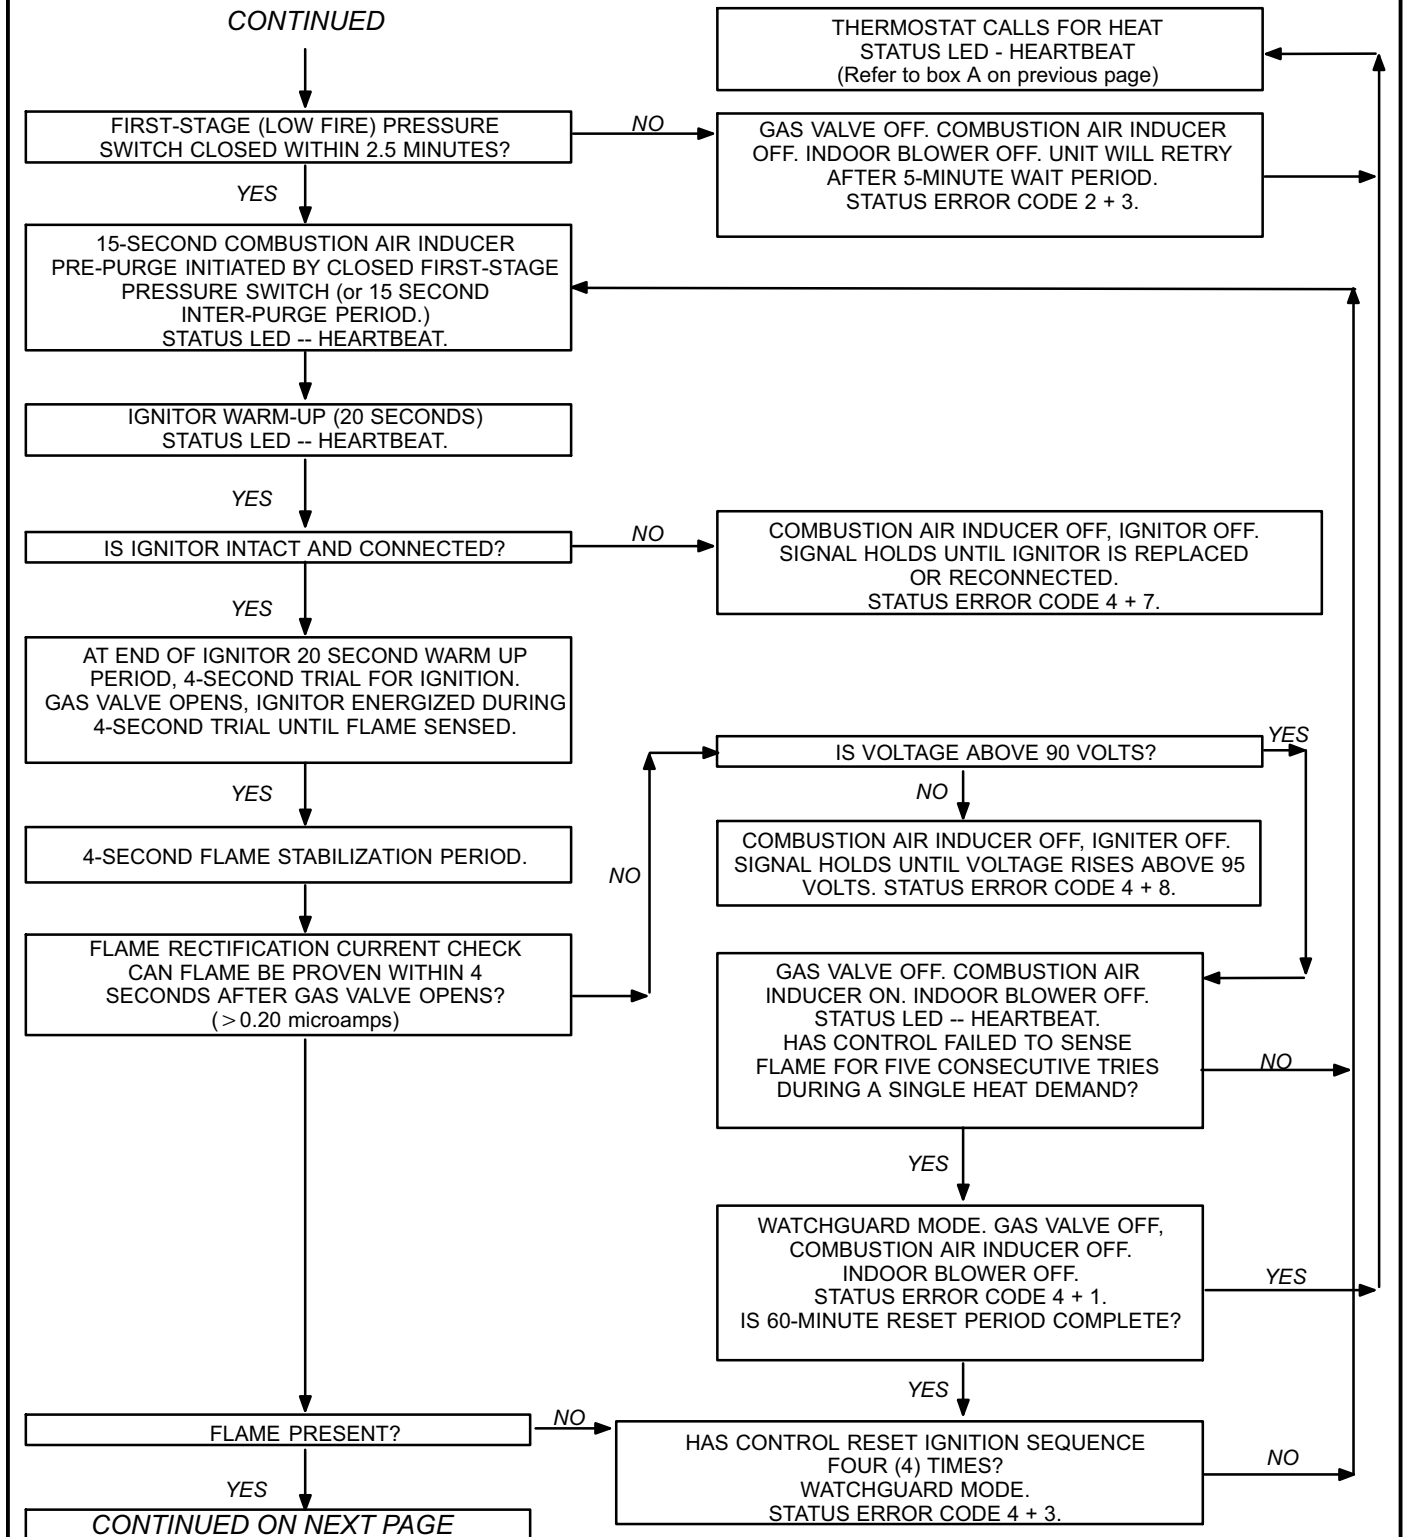 CONTINUED
THERMOSTAT CALLS FOR HEAT
STATUS LED - HEARTBEAT
(Refer to box A on previous page)
FIRST-STAGE (LOW FIRE) PRESSURE
SWITCH CLOSED WITHIN 2.5 MINUTES?
NO
GAS VALVE OFF. COMBUSTION AIR INDUCER
OFF. INDOOR BLOWER OFF. UNIT WILL RETRY
AFTER 5-MINUTE WAIT PERIOD.
STATUS ERROR CODE 2 + 3.
YES
15-SECOND COMBUSTION AIR INDUCER
PRE-PURGE INITIATED BY CLOSED FIRST-STAGE
PRESSURE SWITCH (or 15 SECOND
INTER-PURGE PERIOD.)
STATUS LED -- HEARTBEAT.
IGNITOR WARM-UP (20 SECONDS)
STATUS LED -- HEARTBEAT.
YES
IS IGNITOR INTACT AND CONNECTED?
NO
COMBUSTION AIR INDUCER OFF, IGNITOR OFF.
SIGNAL HOLDS UNTIL IGNITOR IS REPLACED
OR RECONNECTED.
STATUS ERROR CODE 4 + 7.
YES
AT END OF IGNITOR 20 SECOND WARM UP
PERIOD, 4-SECOND TRIAL FOR IGNITION.
GAS VALVE OPENS, IGNITOR ENERGIZED DURING
4-SECOND TRIAL UNTIL FLAME SENSED.
IS VOLTAGE ABOVE 90 VOLTS?
YES
YES
NO
4-SECOND FLAME STABILIZATION PERIOD.
NO
COMBUSTION AIR INDUCER OFF, IGNITER OFF.
SIGNAL HOLDS UNTIL VOLTAGE RISES ABOVE 95
VOLTS. STATUS ERROR CODE 4 + 8.
FLAME RECTIFICATION CURRENT CHECK
CAN FLAME BE PROVEN WITHIN 4
SECONDS AFTER GAS VALVE OPENS?
(>0.20 microamps)
GAS VALVE OFF. COMBUSTION AIR
INDUCER ON. INDOOR BLOWER OFF.
STATUS LED -- HEARTBEAT.
HAS CONTROL FAILED TO SENSE
FLAME FOR FIVE CONSECUTIVE TRIES
DURING A SINGLE HEAT DEMAND?
NO
YES
WATCHGUARD MODE. GAS VALVE OFF,
COMBUSTION AIR INDUCER OFF.
INDOOR BLOWER OFF.
STATUS ERROR CODE 4 + 1.
IS 60-MINUTE RESET PERIOD COMPLETE?
YES
YES
FLAME PRESENT?
NO
HAS CONTROL RESET IGNITION SEQUENCE
FOUR (4) TIMES?
WATCHGUARD MODE.
STATUS ERROR CODE 4 + 3.
NO
YES
CONTINUED ON NEXT PAGE